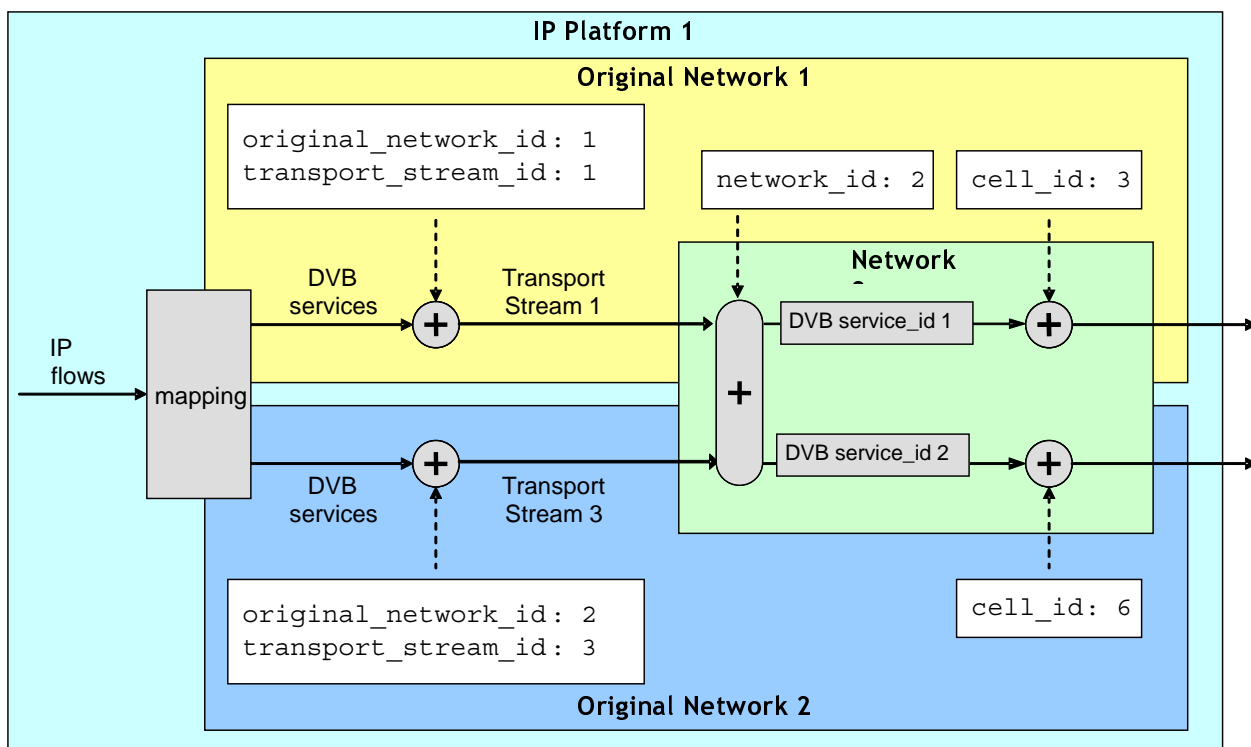 IP Platform 1
Original Network 1
original_network_id: 1
transport_stream_id: 1
network_id: 2
cell_id: 3
Network
DVB
services
Transport
Stream 1
+
DVB service_id 1
+
IP
flows
mapping
+
+
DVB service_id 2
+
DVB
services
Transport
Stream 3
original_network_id: 2
transport_stream_id: 3
cell_id: 6
Original Network 2